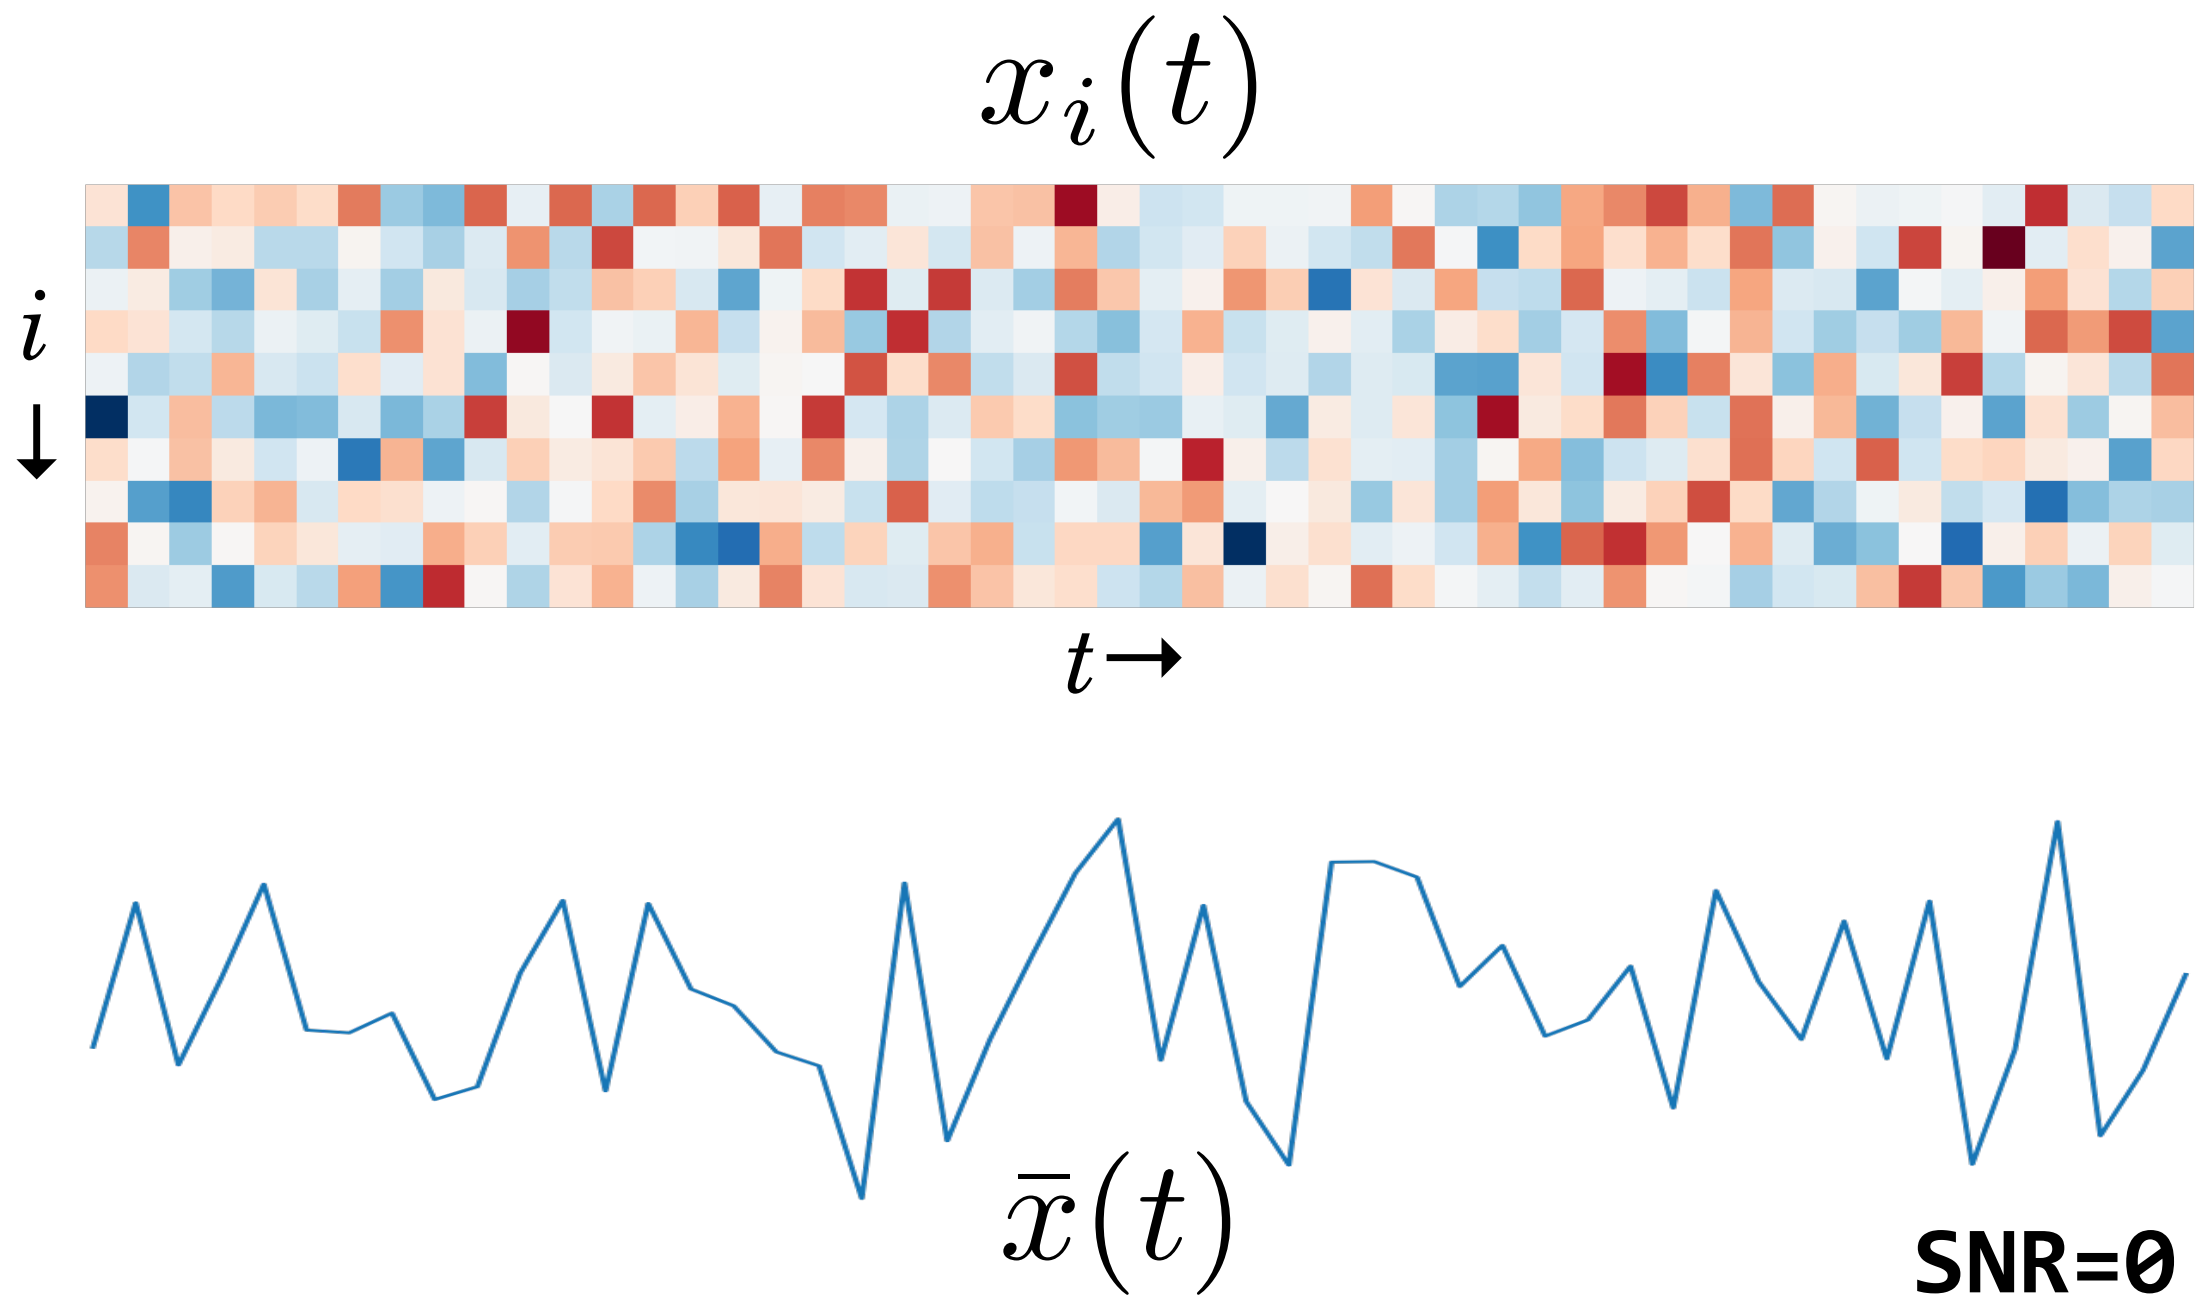 xᵢ(t)
i
↓
t→
x̄(t)
SNR=0